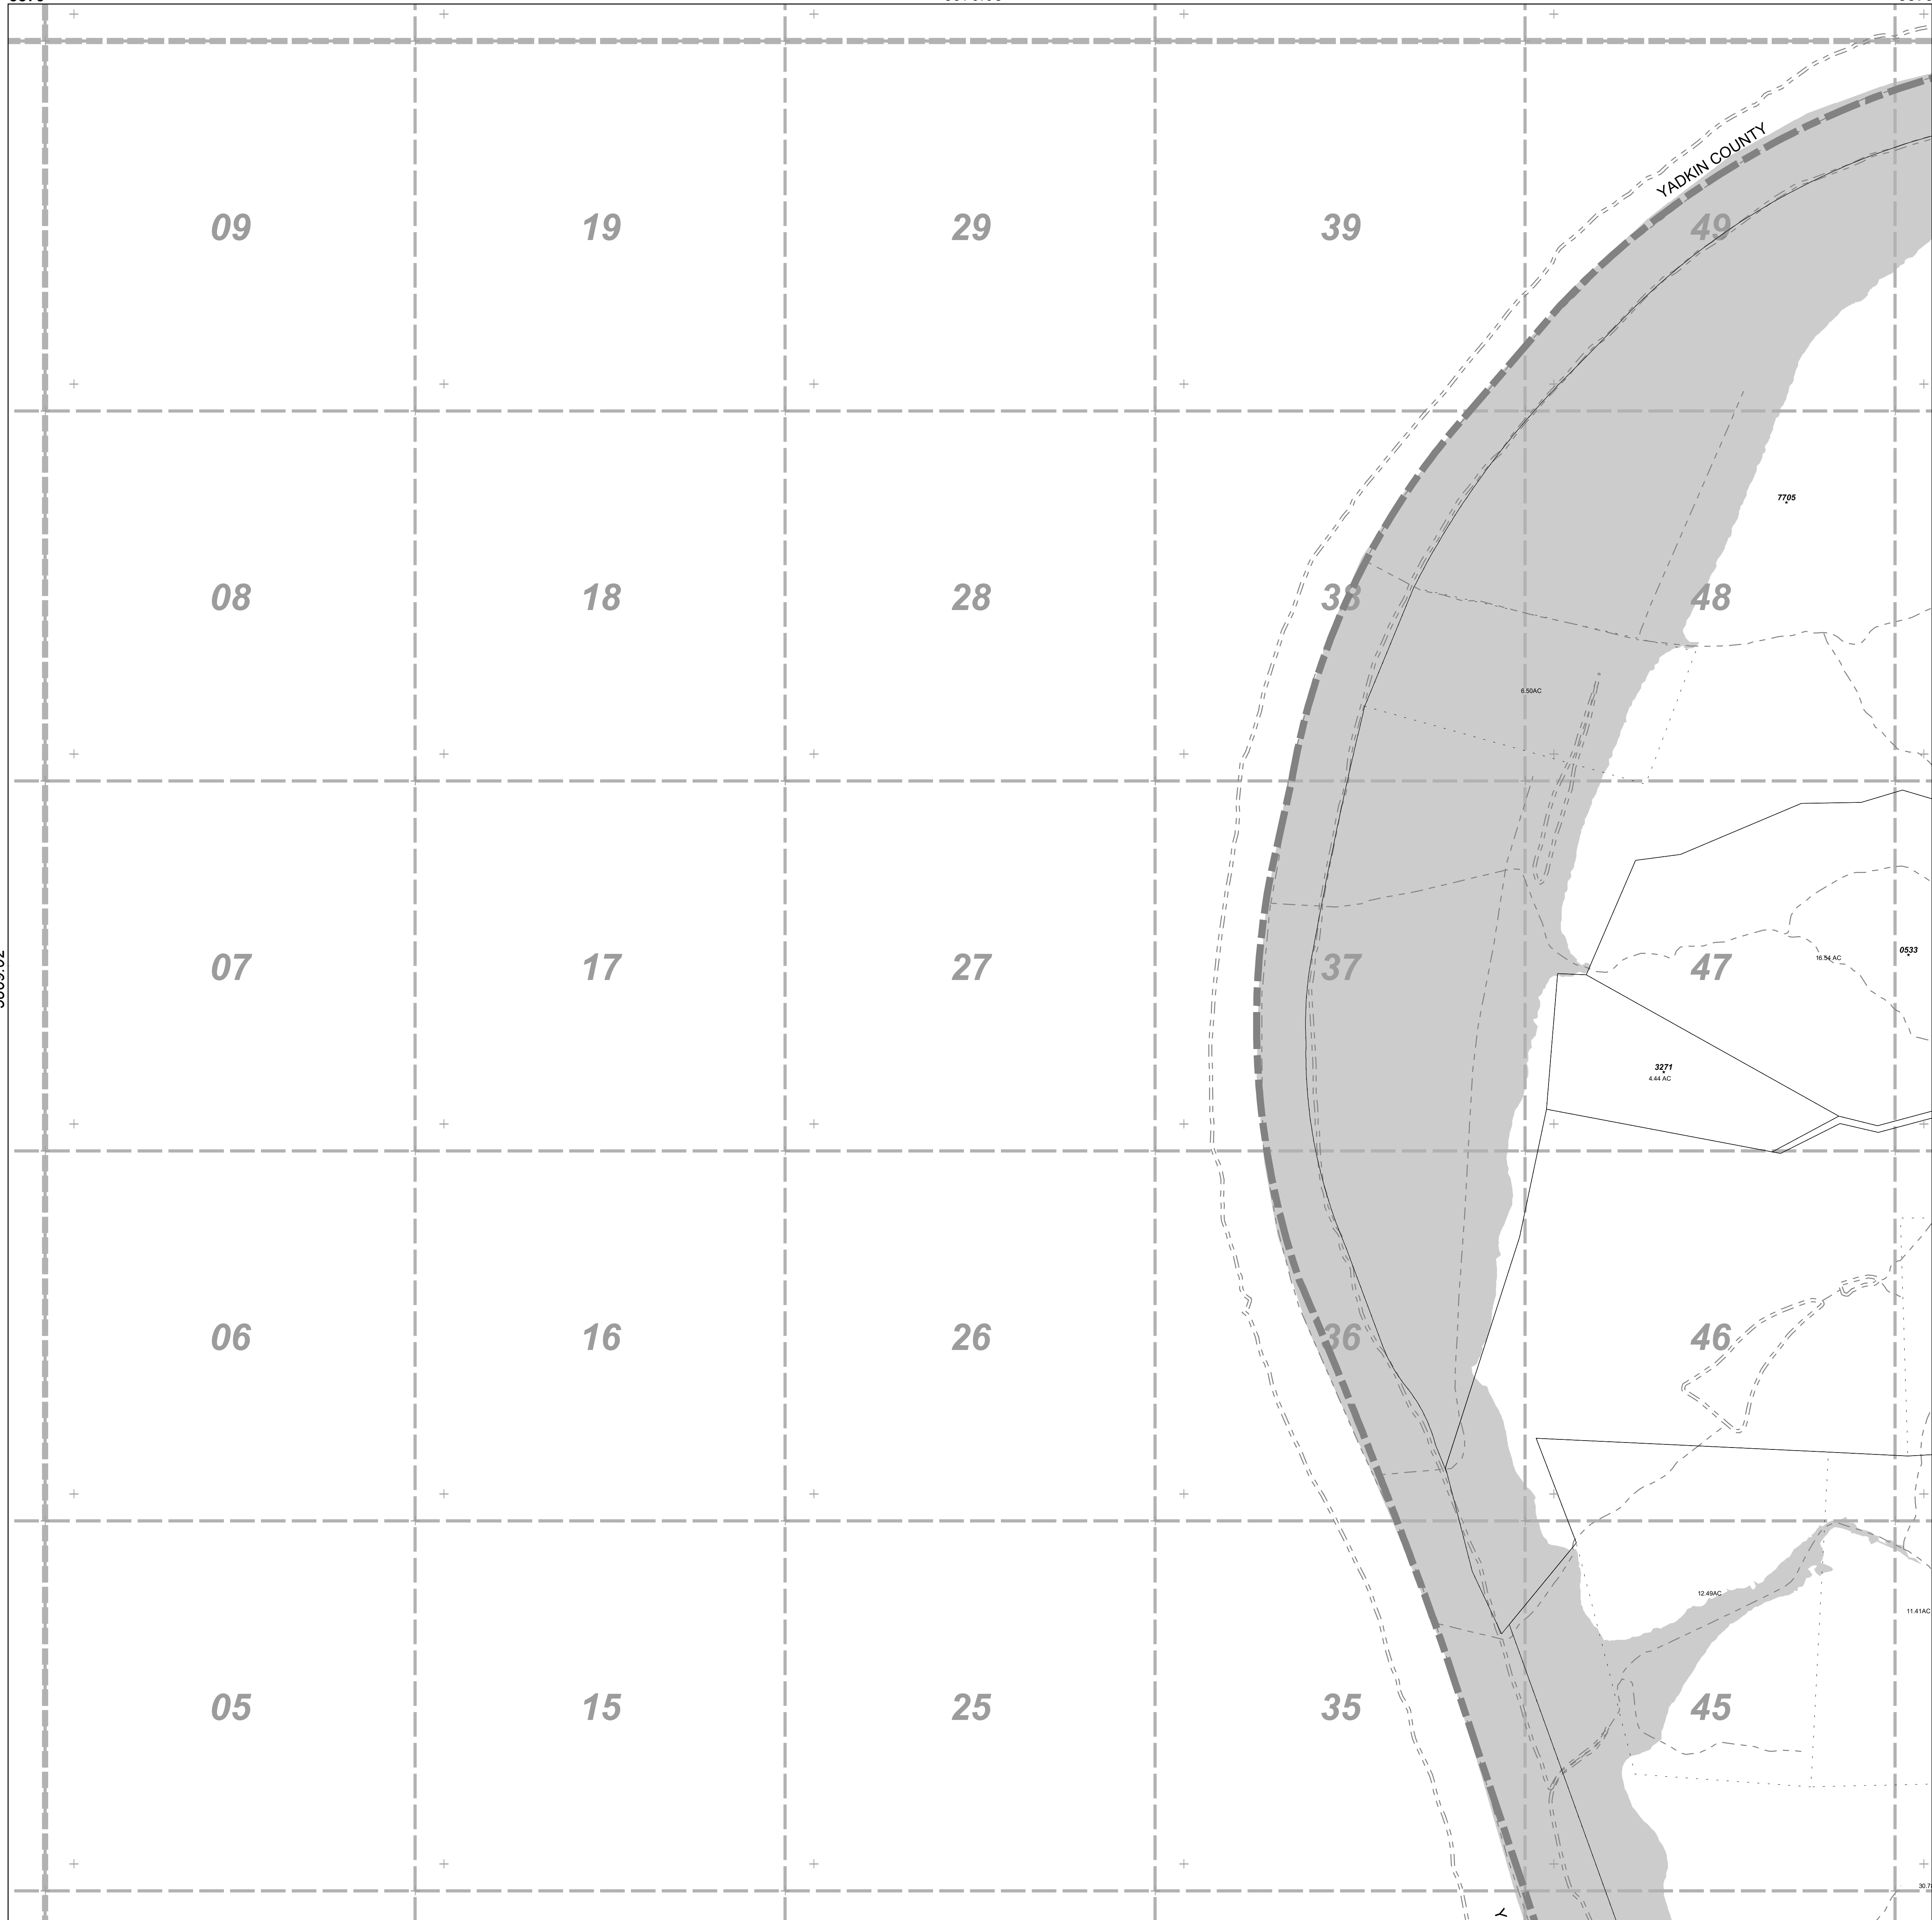 YADKIN COUNTY
09 19 29 39 49
7705
08 18 28 38 48
6.50AC
0533
16.54 AC
07 17 27 37 47
3271
4.44 AC
06 16 26 36 46
12.49AC
11.41AC
05 15 25 35 45
Y